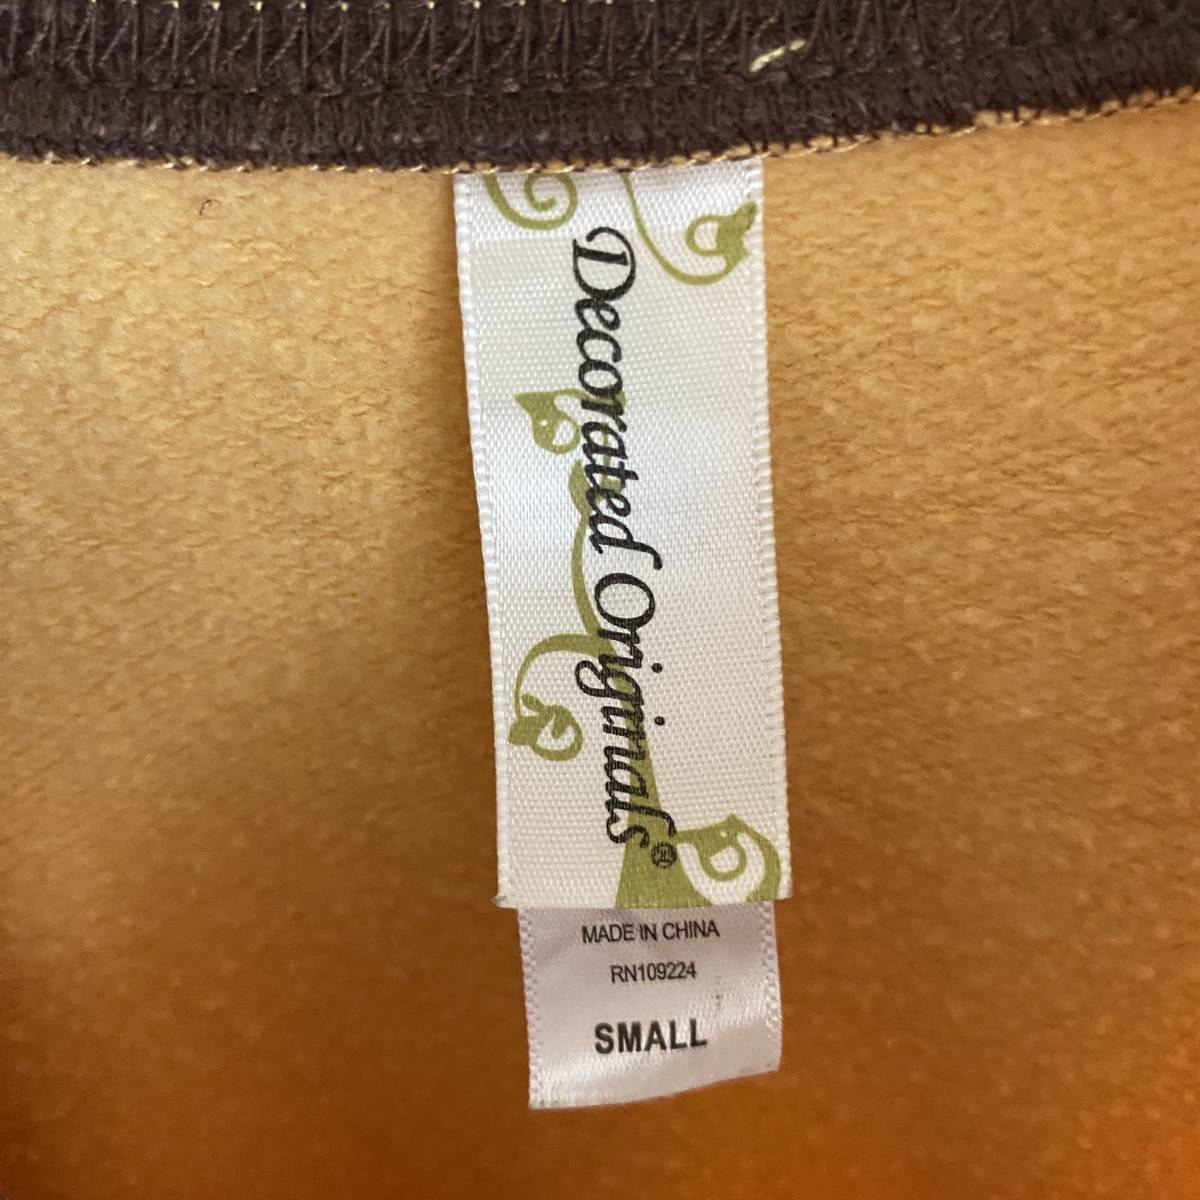 Decorated Originals®
MADE IN CHINA
RN109224
SMALL